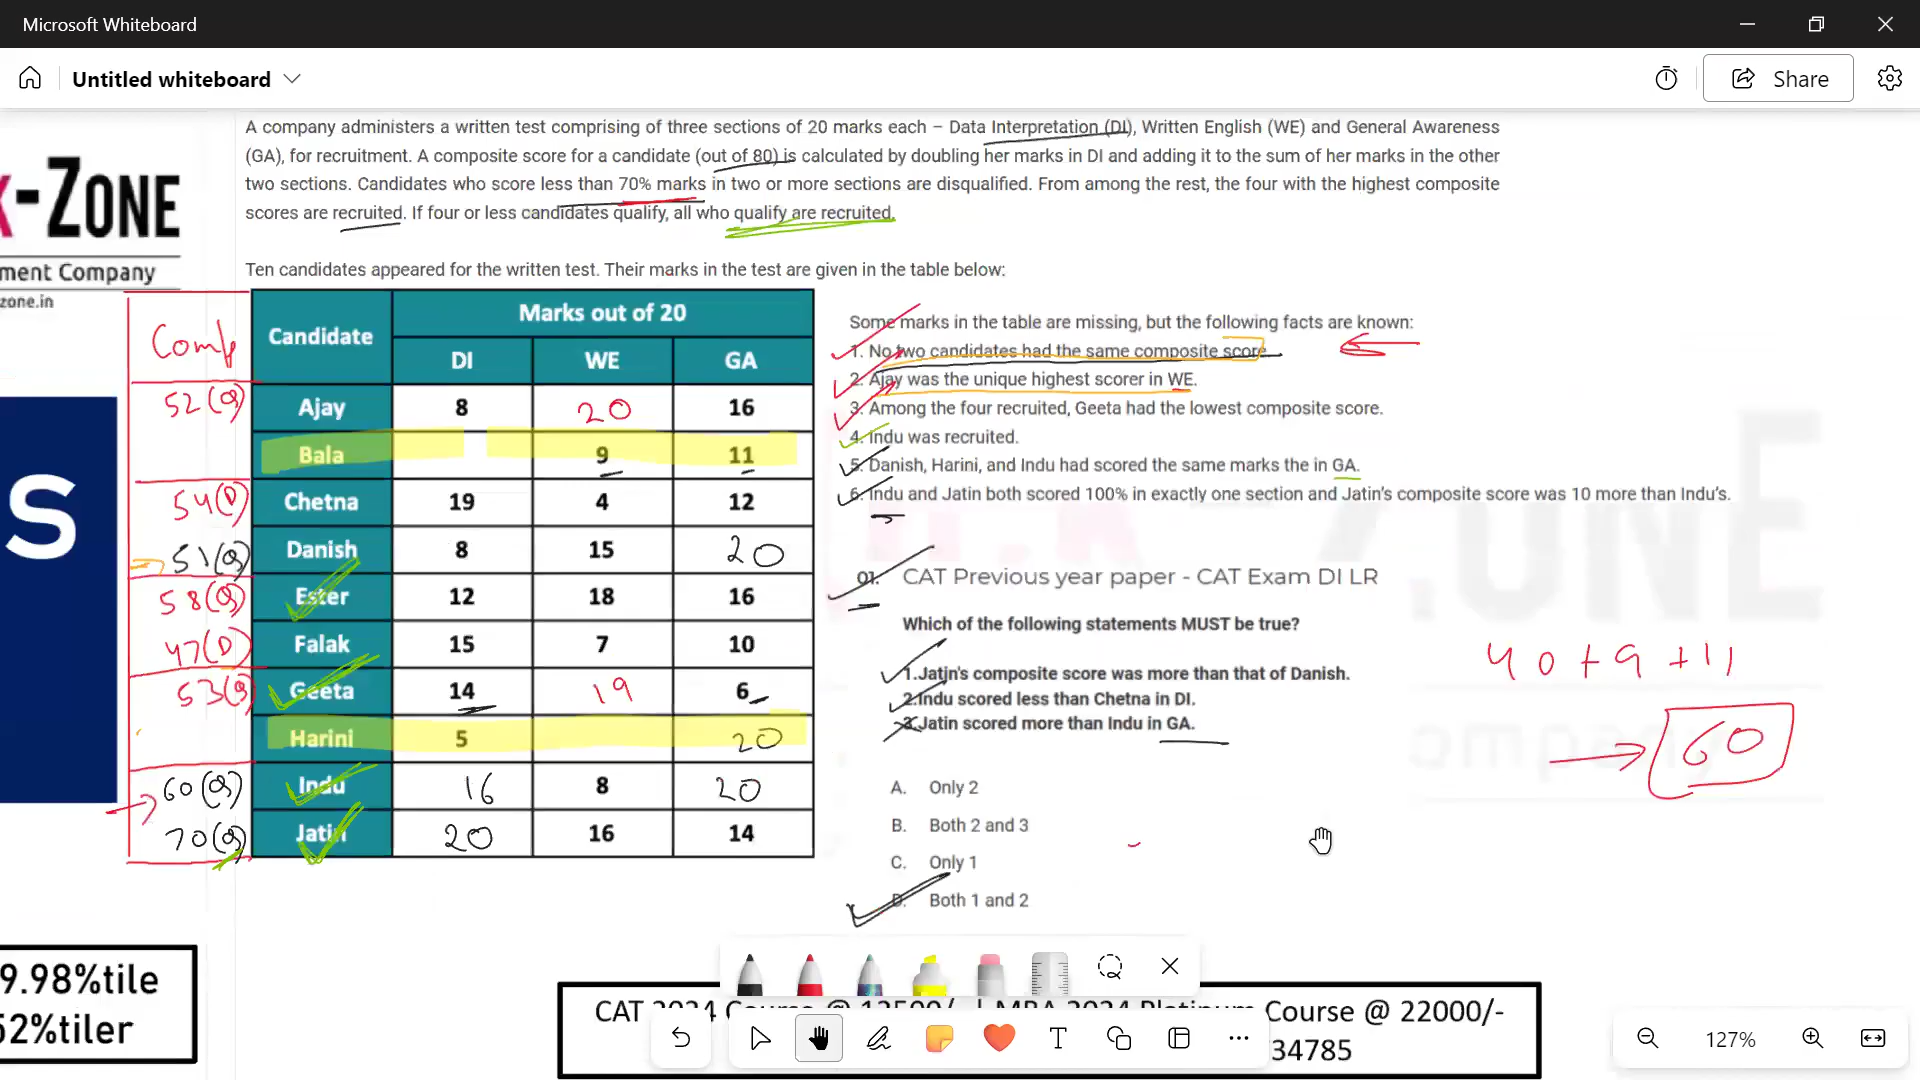 Microsoft Whiteboard
Untitled whiteboard
Share
A company administers a written test comprising of three sections of 20 marks each – Data Interpretation (DI), Written English (WE) and General Awareness
(GA), for recruitment. A composite score for a candidate (out of 80) is calculated by doubling her marks in DI and adding it to the sum of her marks in the other
two sections. Candidates who score less than 70% marks in two or more sections are disqualified. From among the rest, the four with the highest composite
scores are recruited. If four or less candidates qualify, all who qualify are recruited.
-ZONE
ment Company
zone.in
Ten candidates appeared for the written test. Their marks in the test are given in the table below:
Comp Candidate Marks out of 20
DI WE GA
52(Q) Ajay 8 20 16
Bala 9 11
54(D) Chetna 19 4 12
51(Q) Danish 8 15 20
58(Q) Ester 12 18 16
47(D) Falak 15 7 10
53(Q) Geeta 14 19 6
Harini 5 20
60(Q) Indu 16 8 20
70(Q) Jatin 20 16 14
Some marks in the table are missing, but the following facts are known:
1. No two candidates had the same composite score.
2. Ajay was the unique highest scorer in WE.
3. Among the four recruited, Geeta had the lowest composite score.
4. Indu was recruited.
5. Danish, Harini, and Indu had scored the same marks the in GA.
6. Indu and Jatin both scored 100% in exactly one section and Jatin's composite score was 10 more than Indu's.
Q1. CAT Previous year paper - CAT Exam DI LR
Which of the following statements MUST be true?
1.Jatin's composite score was more than that of Danish.
2.Indu scored less than Chetna in DI.
3.Jatin scored more than Indu in GA.
A. Only 2
B. Both 2 and 3
C. Only 1
D. Both 1 and 2
40 + 9 + 11
60
S
9.98%tile
52%tiler
CAT 2024 Course @ 12500/- | MBA 2024 Platinum Course @ 22000/-
34785
T
127%